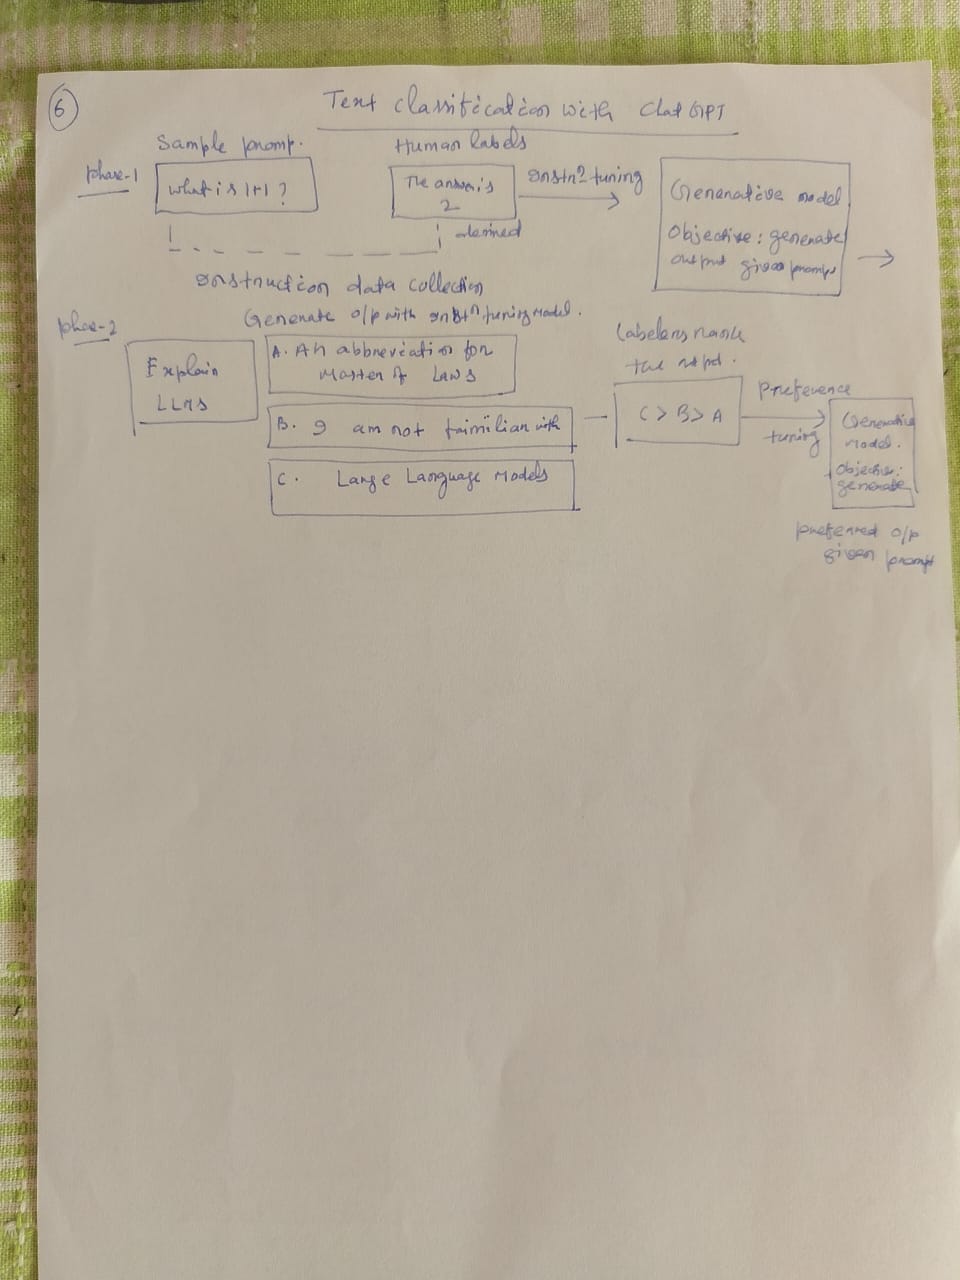 6
Text classification with Chat GPT
Sample promp.
Human labels
phase-1
what is 1+1 ?
The answer is
2
Instn? tuning
Generative model
Objective: generate
output given prompt
desired
Instruction data collection
Generate o/p with Instn tuning model.
phase-2
Explain
LLMs
A. An abbreviation for
Master of Laws
B. I am not faimilian with
C. Large Language Models
Labelers rank
the
C > B > A
Preference
tuning
Generative
Model.
Objective:
generate
preferred o/p
given prompt